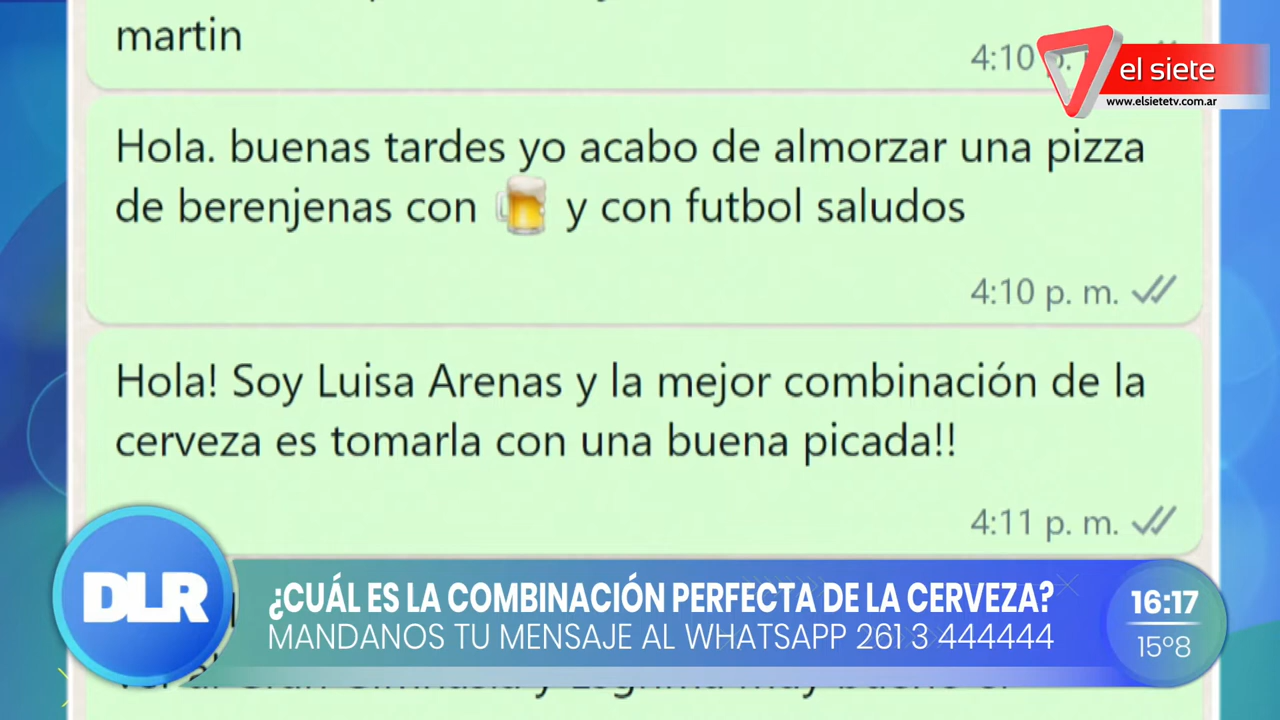 martin
4:10 p.
el siete
www.elsietetv.com.ar
Hola. buenas tardes yo acabo de almorzar una pizza
de berenjenas con 🍺 y con futbol saludos
4:10 p. m.
Hola! Soy Luisa Arenas y la mejor combinación de la
cerveza es tomarla con una buena picada!!
4:11 p. m.
DLR
¿CUÁL ES LA COMBINACIÓN PERFECTA DE LA CERVEZA?
MANDANOS TU MENSAJE AL WHATSAPP 261 3 444444
16:17
15º8